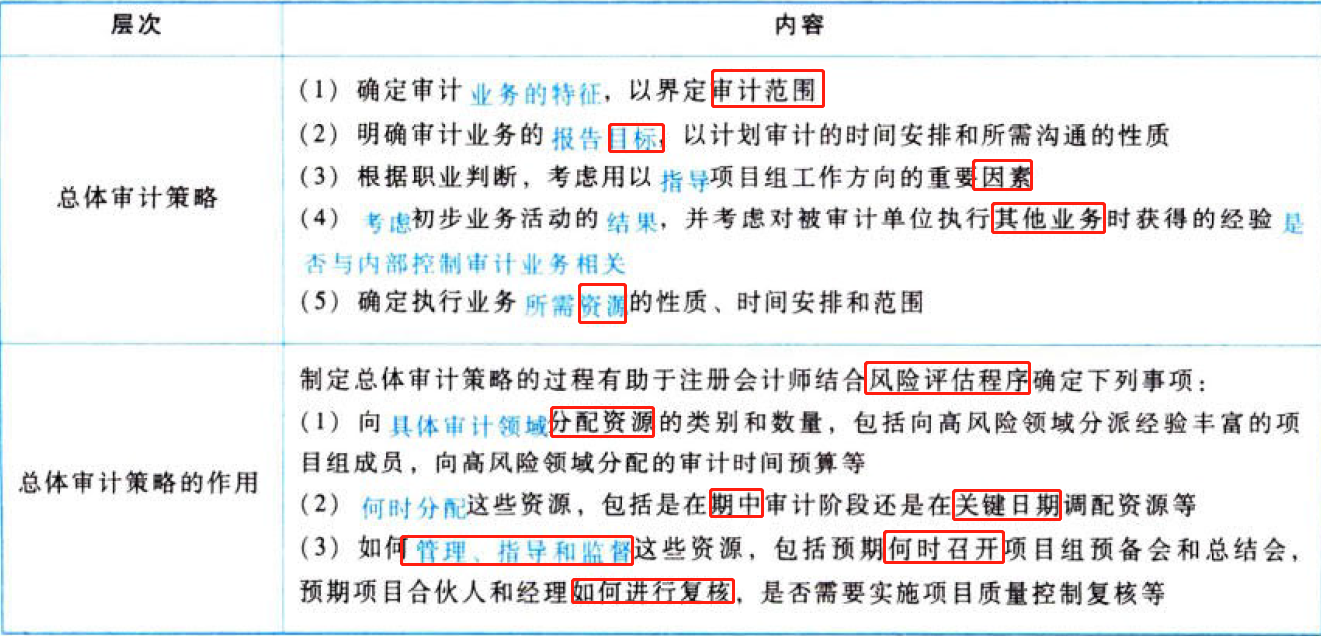 层次 内容
(1) 确定审计业务的特征，以界定审计范围
(2) 明确审计业务的报告目标，以计划审计的时间安排和所需沟通的性质
(3) 根据职业判断，考虑用以指导项目组工作方向的重要因素
总体审计策略
(4) 考虑初步业务活动的结果，并考虑对被审计单位执行其他业务时获得的经验是
否与内部控制审计业务相关
(5) 确定执行业务所需资源的性质、时间安排和范围
制定总体审计策略的过程有助于注册会计师结合风险评估程序确定下列事项：
(1) 向具体审计领域分配资源的类别和数量，包括向高风险领域分派经验丰富的项
目组成员，向高风险领域分配的审计时间预算等
总体审计策略的作用
(2) 何时分配这些资源，包括是在期中审计阶段还是在关键日期调配资源等
(3) 如何管理、指导和监督这些资源，包括预期何时召开项目组预备会和总结会，
预期项目合伙人和经理如何进行复核，是否需要实施项目质量控制复核等